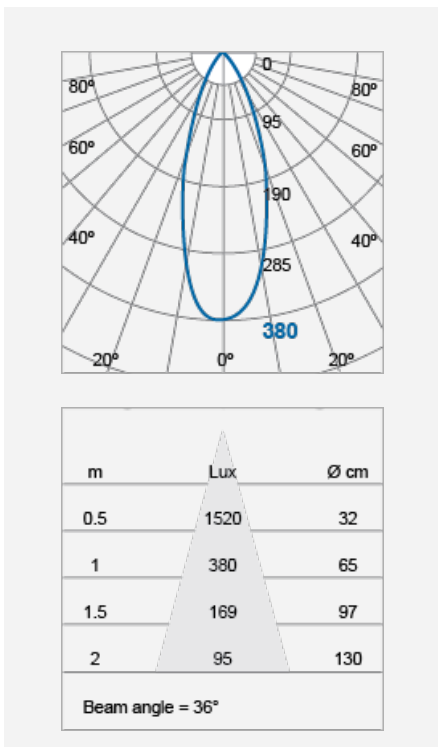 0
80º 80º
95
60º 60º
190
40º 40º
285
380
20º 0º 20º
m Lux Ø cm
0.5 1520 32
1 380 65
1.5 169 97
2 95 130
Beam angle = 36°